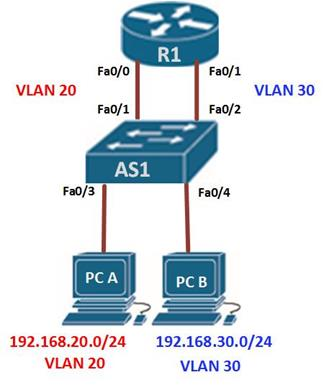 R1
Fa0/0
Fa0/1
VLAN 20
VLAN 30
Fa0/1
Fa0/2
AS1
Fa0/3
Fa0/4
PC A
PC B
192.168.20.0/24
192.168.30.0/24
VLAN 20
VLAN 30